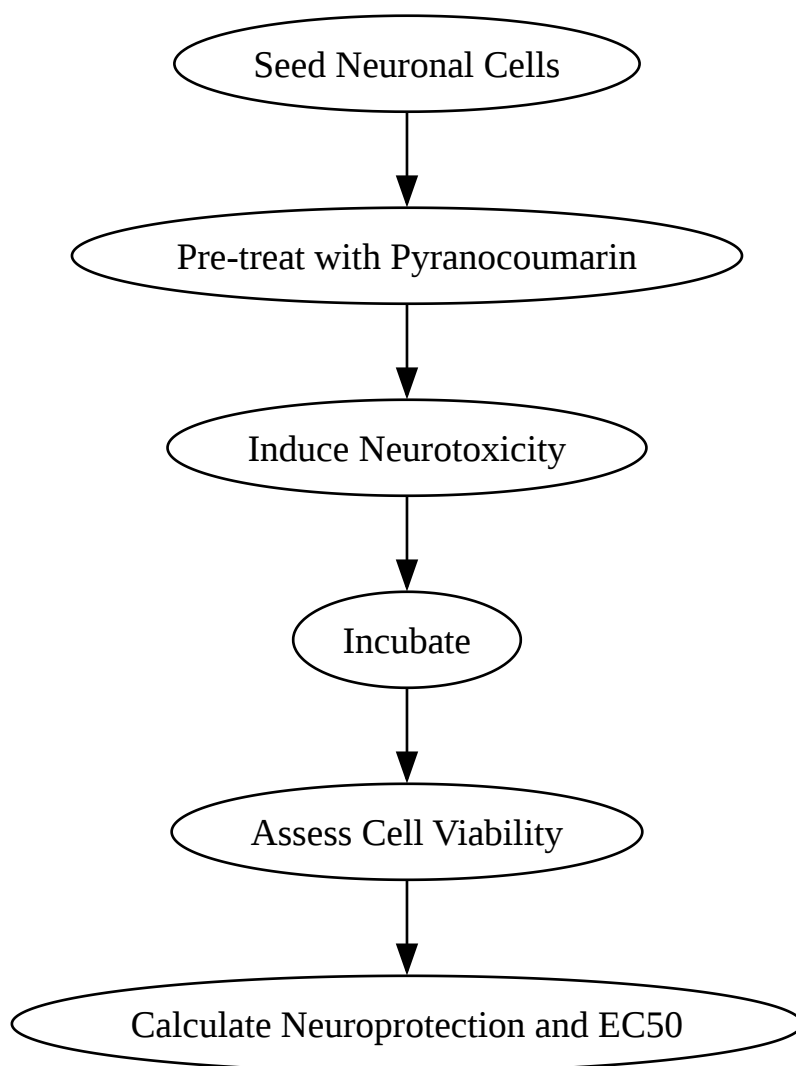 Seed Neuronal Cells
Pre-treat with Pyranocoumarin
Induce Neurotoxicity
Incubate
Assess Cell Viability
Calculate Neuroprotection and EC50